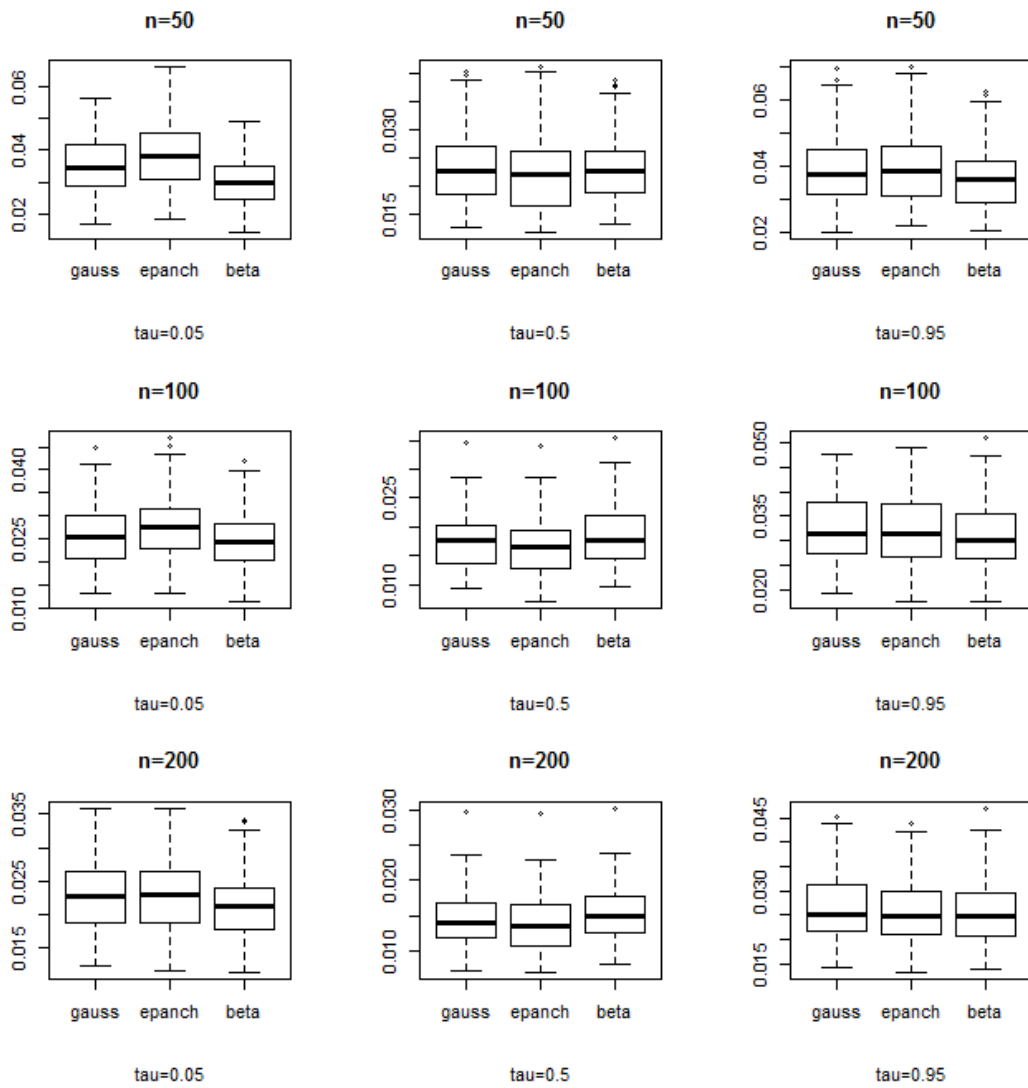 n=50
0.02 0.04 0.06
gauss epanch beta
tau=0.05
n=50
0.015 0.030
gauss epanch beta
tau=0.5
n=50
0.02 0.04 0.06
gauss epanch beta
tau=0.95
n=100
0.010 0.025 0.040
gauss epanch beta
tau=0.05
n=100
0.010 0.025
gauss epanch beta
tau=0.5
n=100
0.020 0.035 0.050
gauss epanch beta
tau=0.95
n=200
0.015 0.025 0.035
gauss epanch beta
tau=0.05
n=200
0.010 0.020 0.030
gauss epanch beta
tau=0.5
n=200
0.015 0.030 0.045
gauss epanch beta
tau=0.95